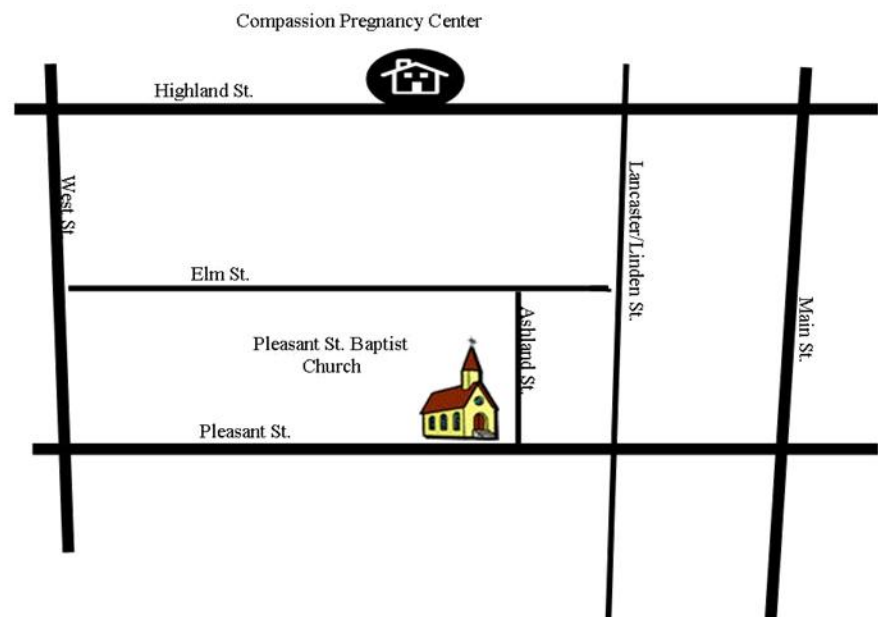 Compassion Pregnancy Center
Highland St.
West St
Lancaster/Linden St.
Elm St.
Main St.
Ashland St.
Pleasant St. Baptist
Church
Pleasant St.